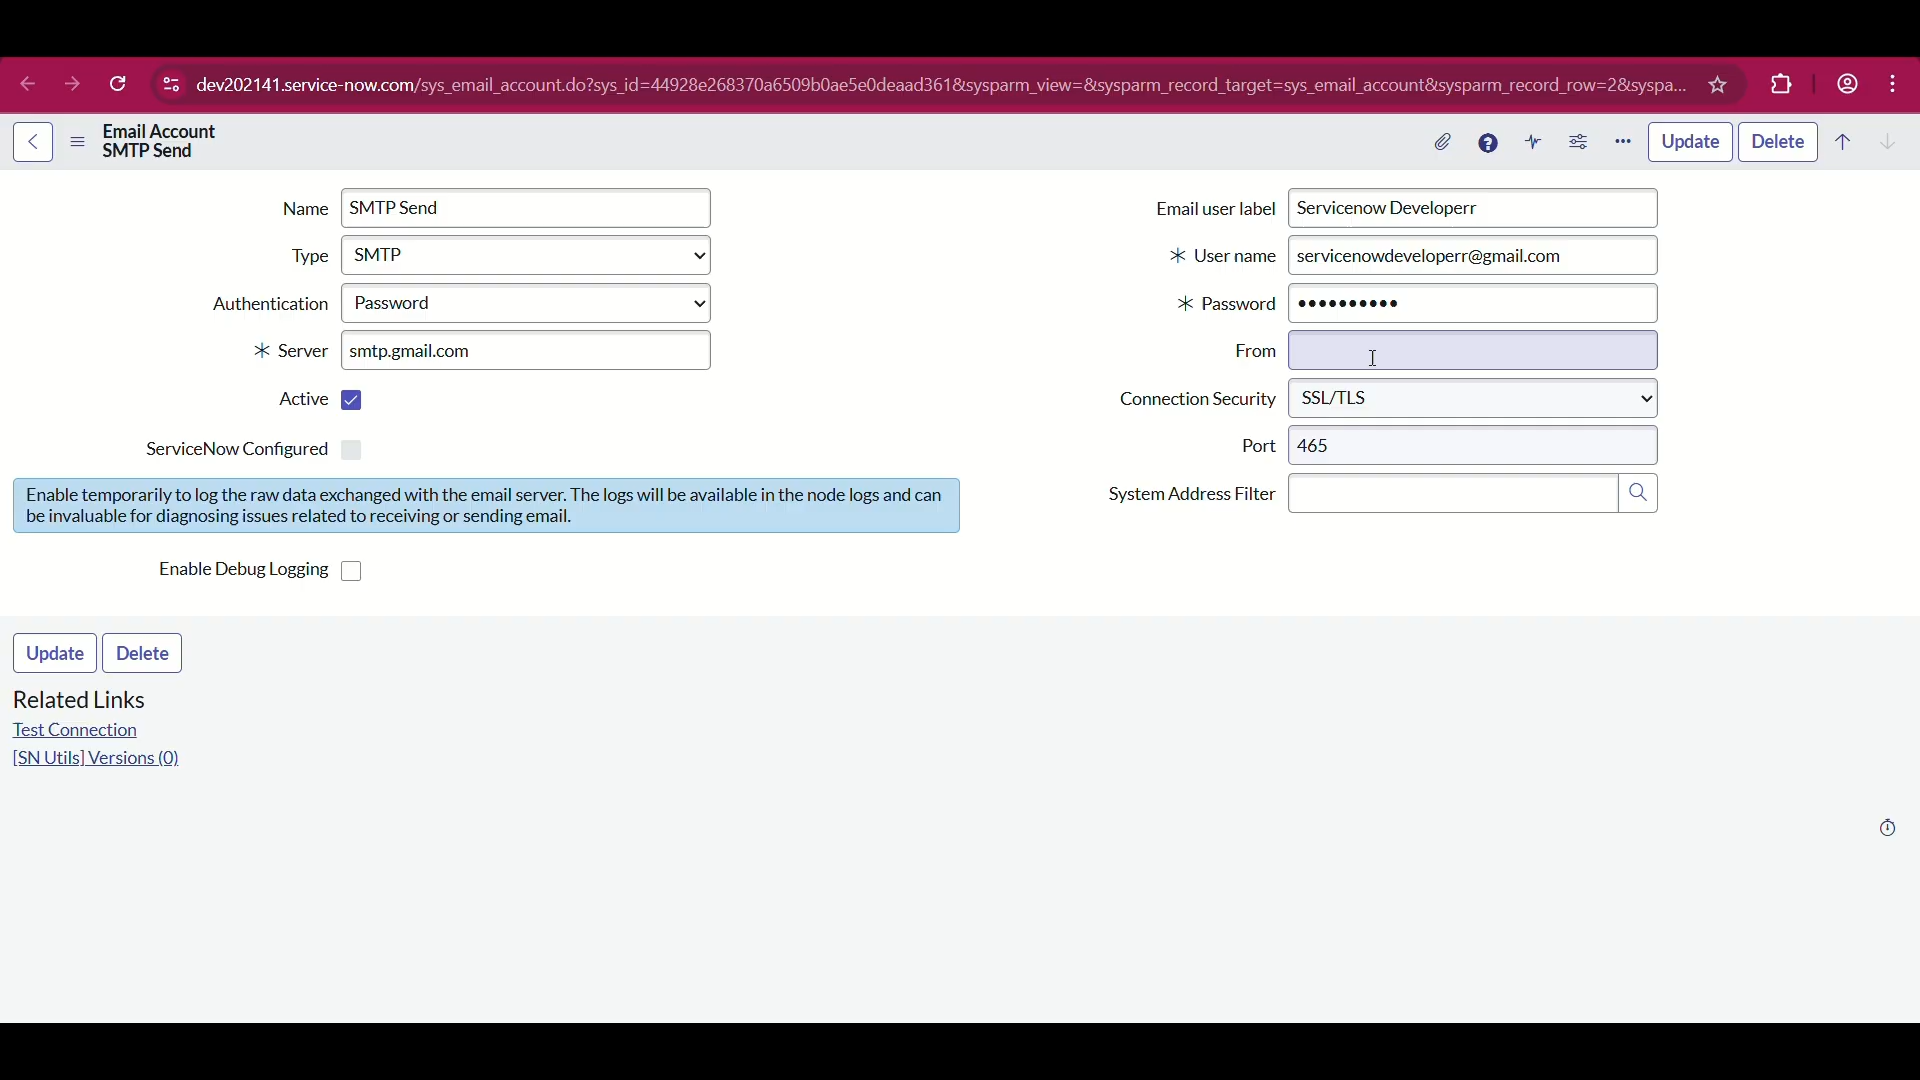 dev202141.service-now.com/sys_email_account.do?sys_id=44928e268370a6509b0ae5e0deaad361&sysparm_view=&sysparm_record_target=sys_email_account&sysparm_record_row=2&syspa...
Email Account
SMTP Send
Update
Delete
Name
SMTP Send
Email user label
Servicenow Developerr
Type
SMTP
User name
servicenowdeveloperr@gmail.com
Authentication
Password
Password
••••••••••
Server
smtp.gmail.com
From
Active
Connection Security
SSL/TLS
ServiceNow Configured
Port
465
Enable temporarily to log the raw data exchanged with the email server. The logs will be available in the node logs and can
be invaluable for diagnosing issues related to receiving or sending email.
System Address Filter
Enable Debug Logging
Update
Delete
Related Links
Test Connection
[SN Utils] Versions (0)